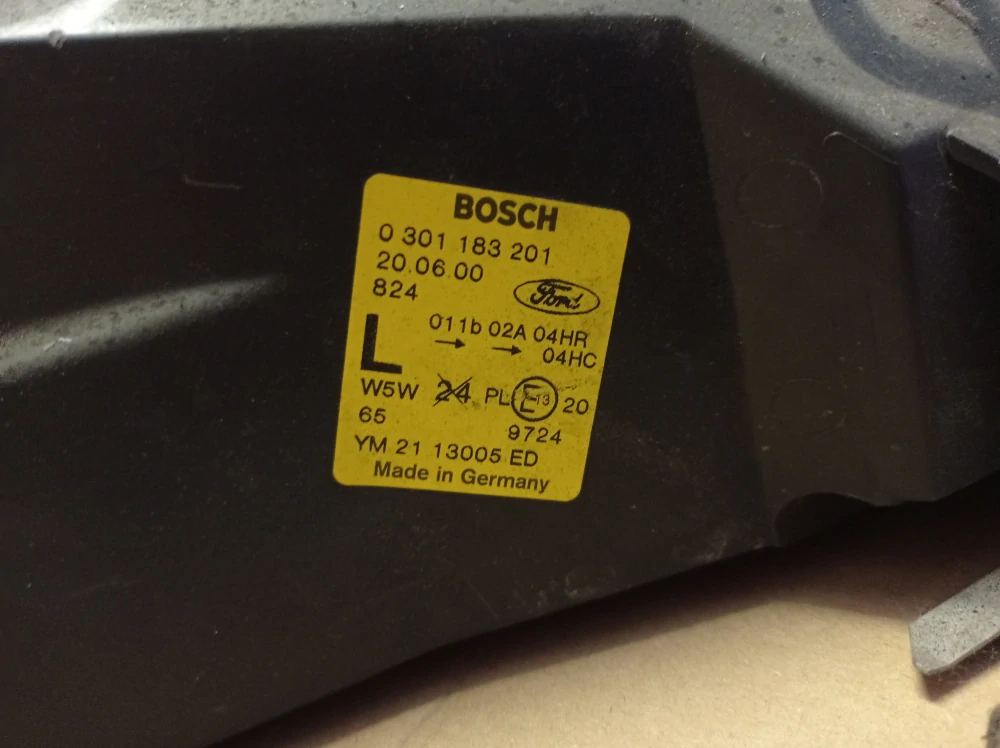 BOSCH
0 301 183 201
20.06.00
Ford
824
011b 02A 04HR
→ → 04HC
L
W5W 24 PL E13 20
65 9724
YM 21 13005 ED
Made in Germany